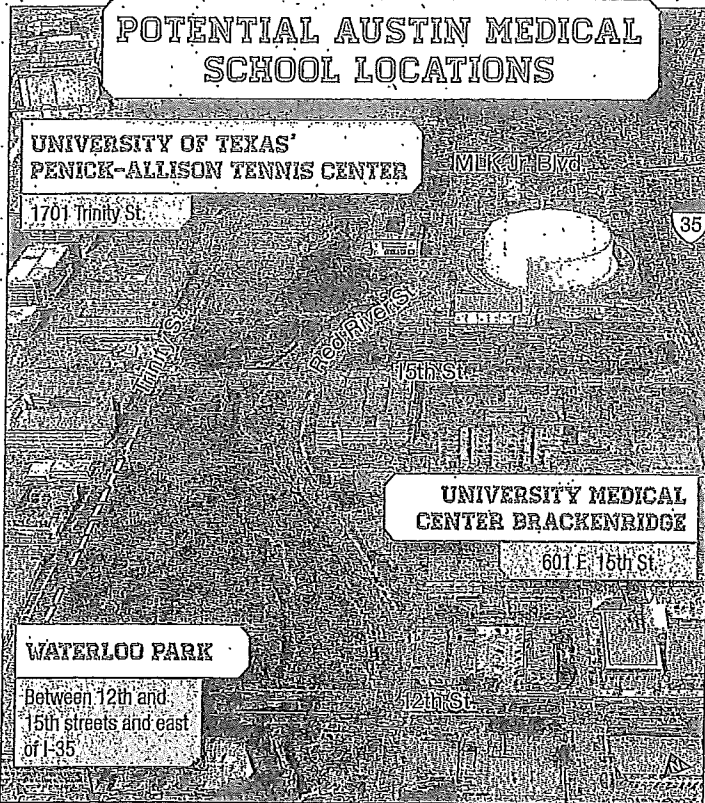 POTENTIAL AUSTIN MEDICAL
SCHOOL LOCATIONS
UNIVERSITY OF TEXAS'
PENICK-ALLISON TENNIS CENTER
1701 Trinity St.
MLK Jr. Blvd
35
Trinity St
Red River St
15th St.
UNIVERSITY MEDICAL
CENTER BRACKENRIDGE
601 E. 15th St.
WATERLOO PARK
Between 12th and
15th streets and east
of I-35
12th St